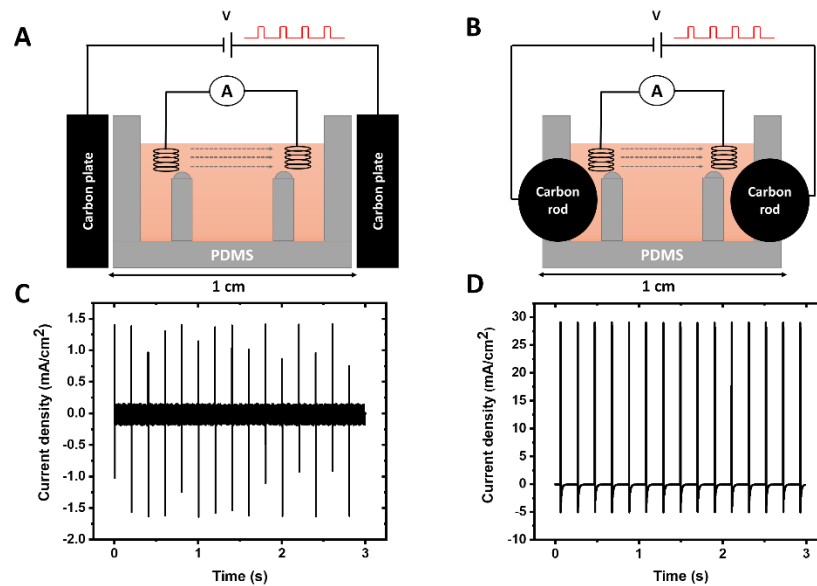 A
V
A
Carbon plate
Carbon plate
PDMS
1 cm
B
V
A
Carbon
rod
Carbon
rod
PDMS
1 cm
C
Current density (mA/cm²)
1.5
1.0
0.5
0.0
-0.5
-1.0
-1.5
-2.0
0
1
2
3
Time (s)
D
Current density (mA/cm²)
30
25
20
15
10
5
0
-5
-10
0
1
2
3
Time (s)